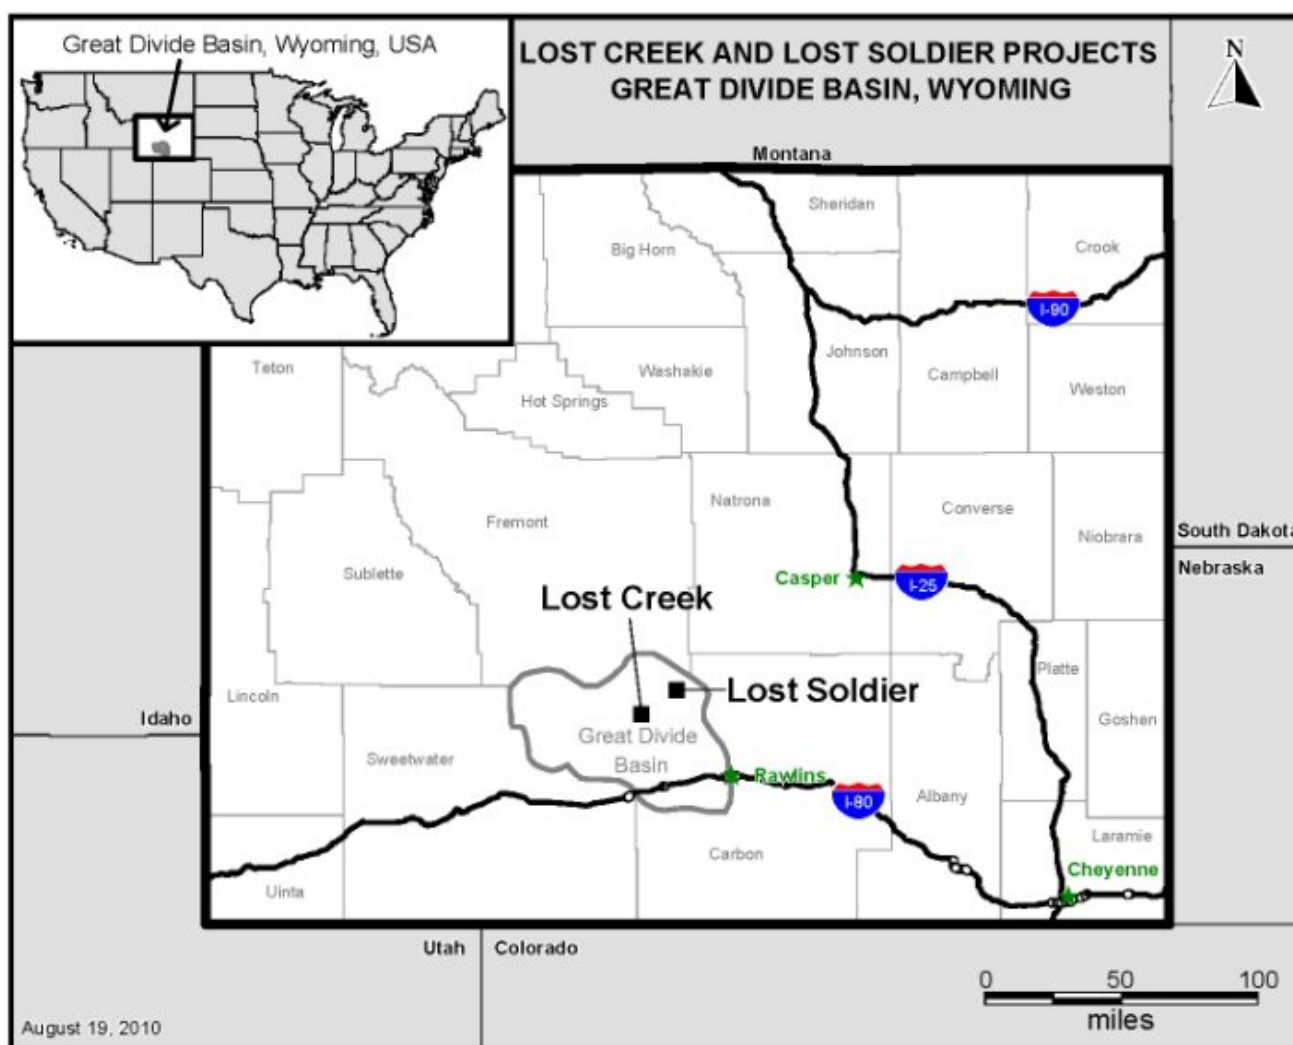 Great Divide Basin, Wyoming, USA
LOST CREEK AND LOST SOLDIER PROJECTS
GREAT DIVIDE BASIN, WYOMING
N
Montana
Sheridan
Big Horn
Crook
I-90
Teton
Washakie
Johnson
Campbell
Weston
Hot Springs
Natrona
Converse
Fremont
Niobrara
South Dakota
Nebraska
Sublette
Casper
I-25
Lost Creek
Platte
Lincoln
Lost Soldier
Goshen
Idaho
Great Divide
Basin
Sweetwater
Rawlins
I-80
Albany
Laramie
Carbon
Cheyenne
Uinta
Utah
Colorado
0 50 100
miles
August 19, 2010